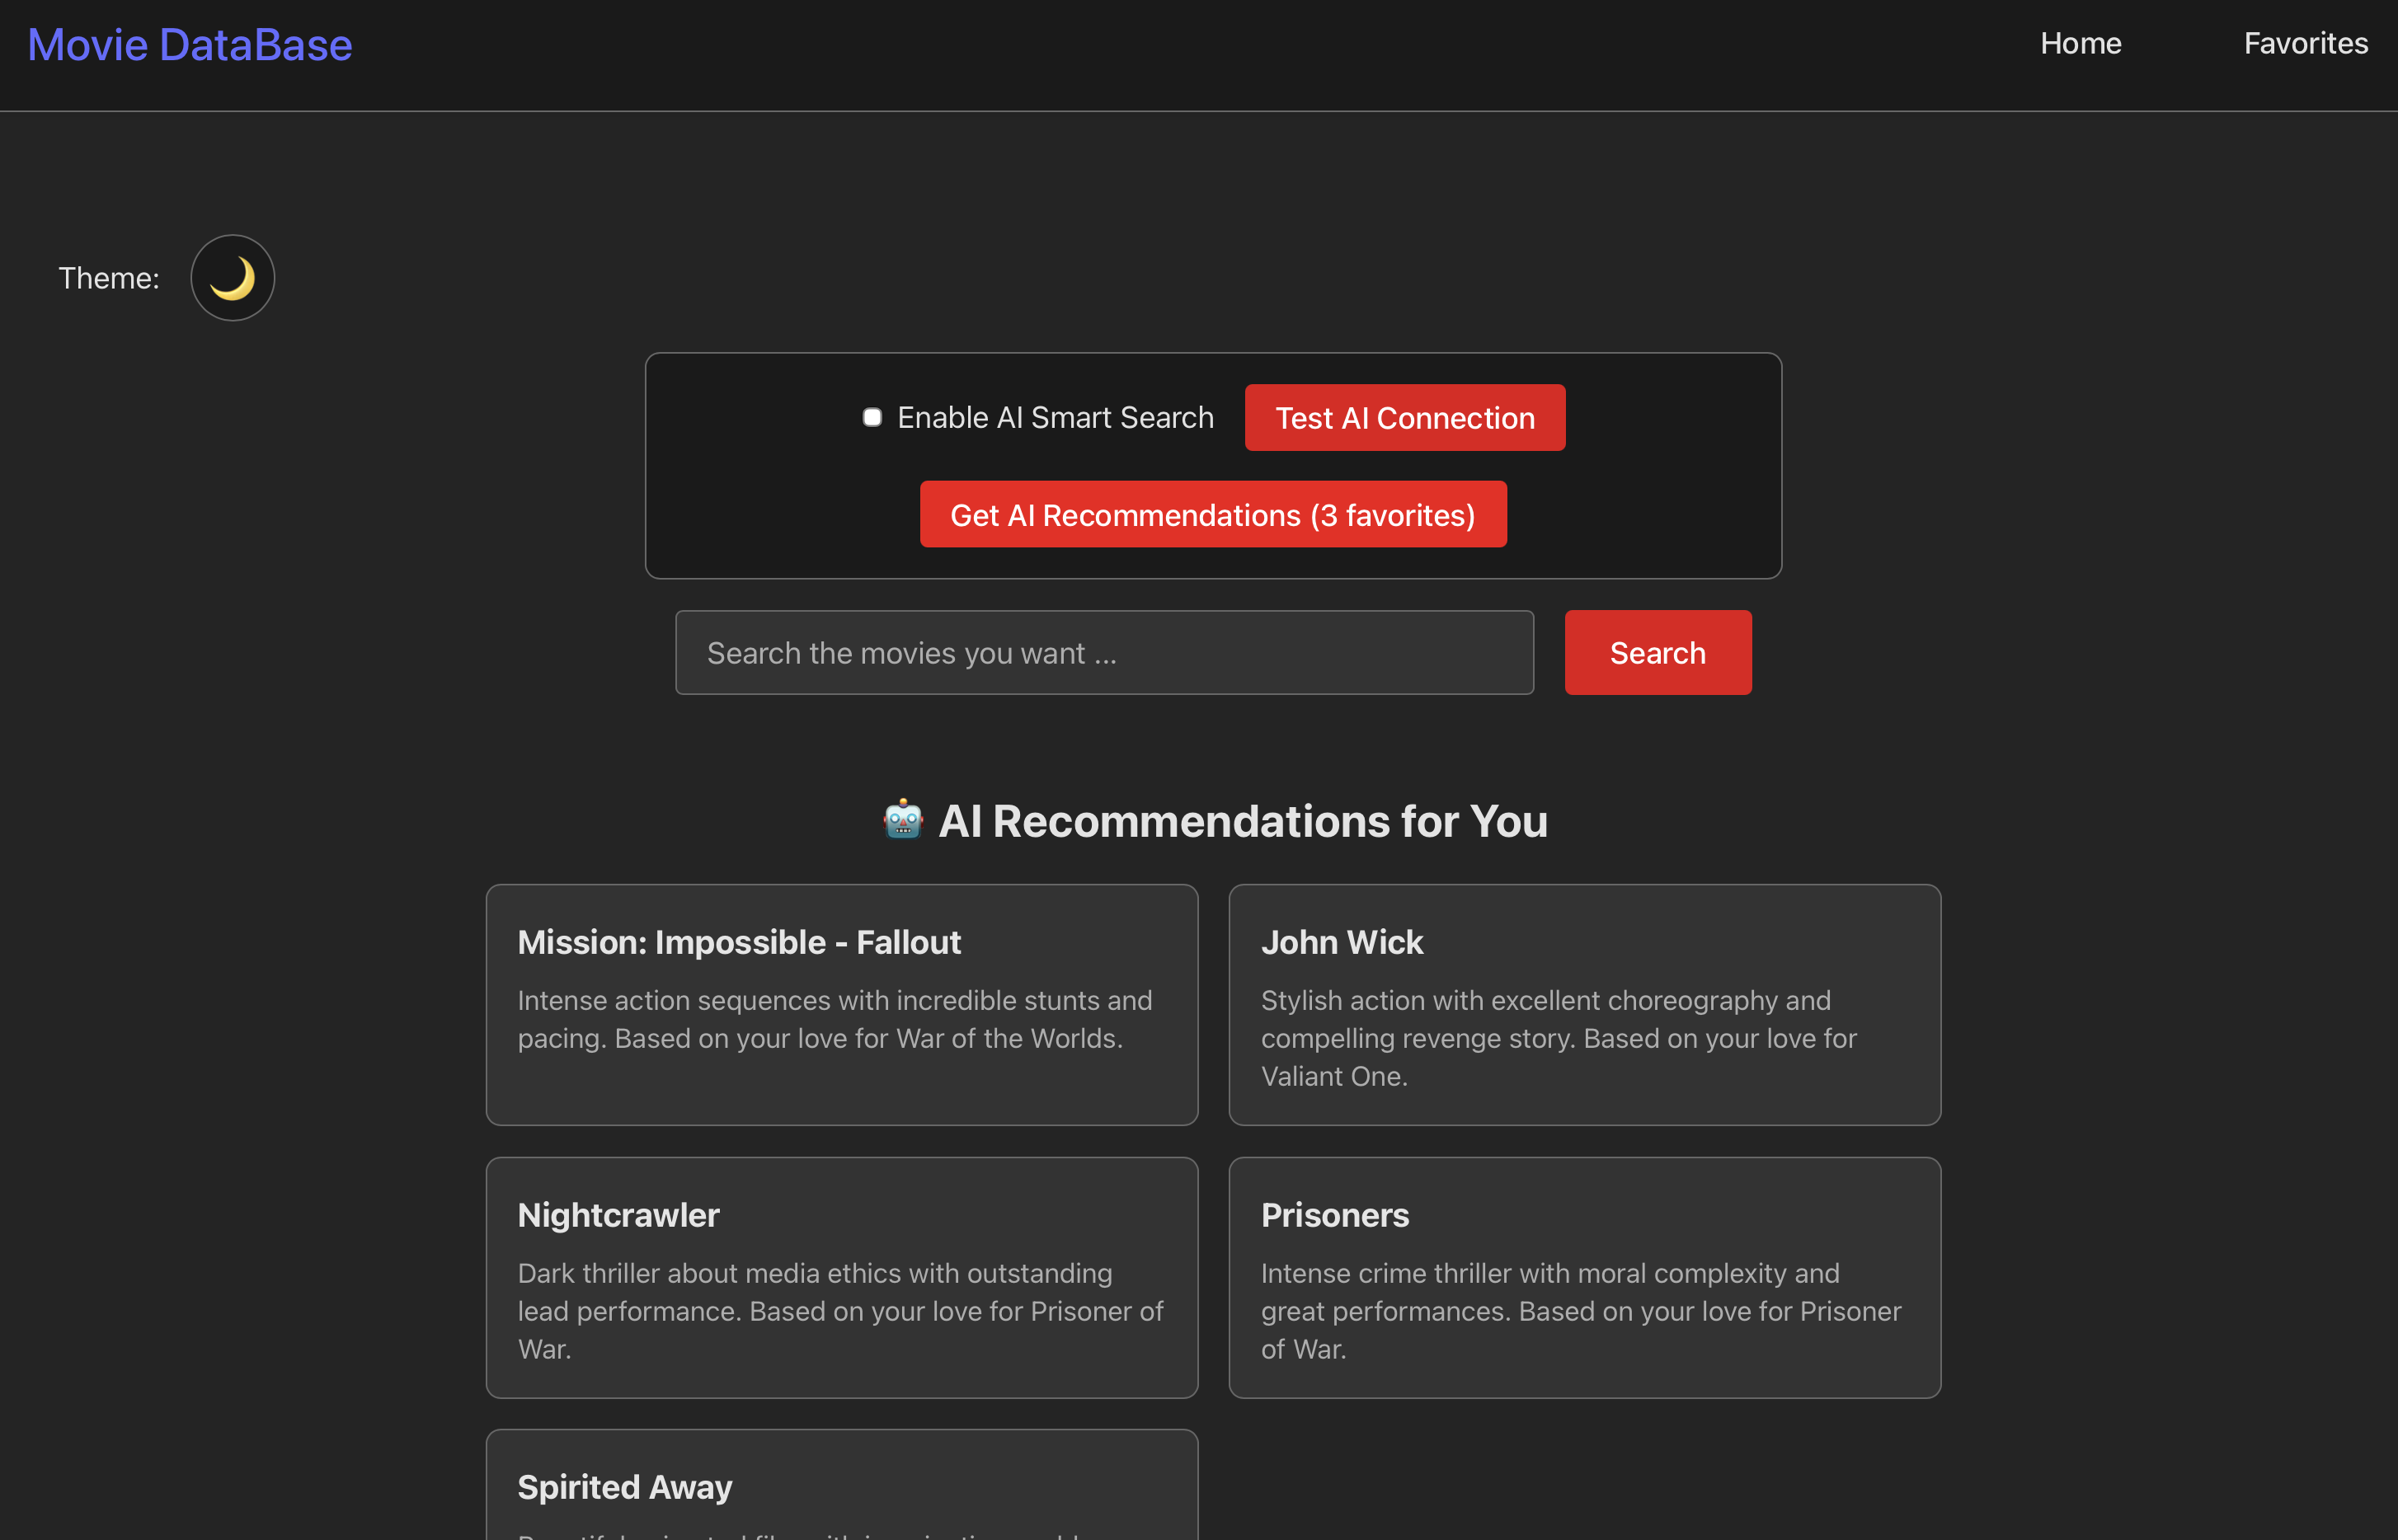 Movie DataBase
Home
Favorites
Theme:
Enable AI Smart Search
Test AI Connection
Get AI Recommendations (3 favorites)
Search the movies you want ...
Search
AI Recommendations for You
Mission: Impossible - Fallout
Intense action sequences with incredible stunts and
pacing. Based on your love for War of the Worlds.
John Wick
Stylish action with excellent choreography and
compelling revenge story. Based on your love for
Valiant One.
Nightcrawler
Dark thriller about media ethics with outstanding
lead performance. Based on your love for Prisoner of
War.
Prisoners
Intense crime thriller with moral complexity and
great performances. Based on your love for Prisoner
of War.
Spirited Away